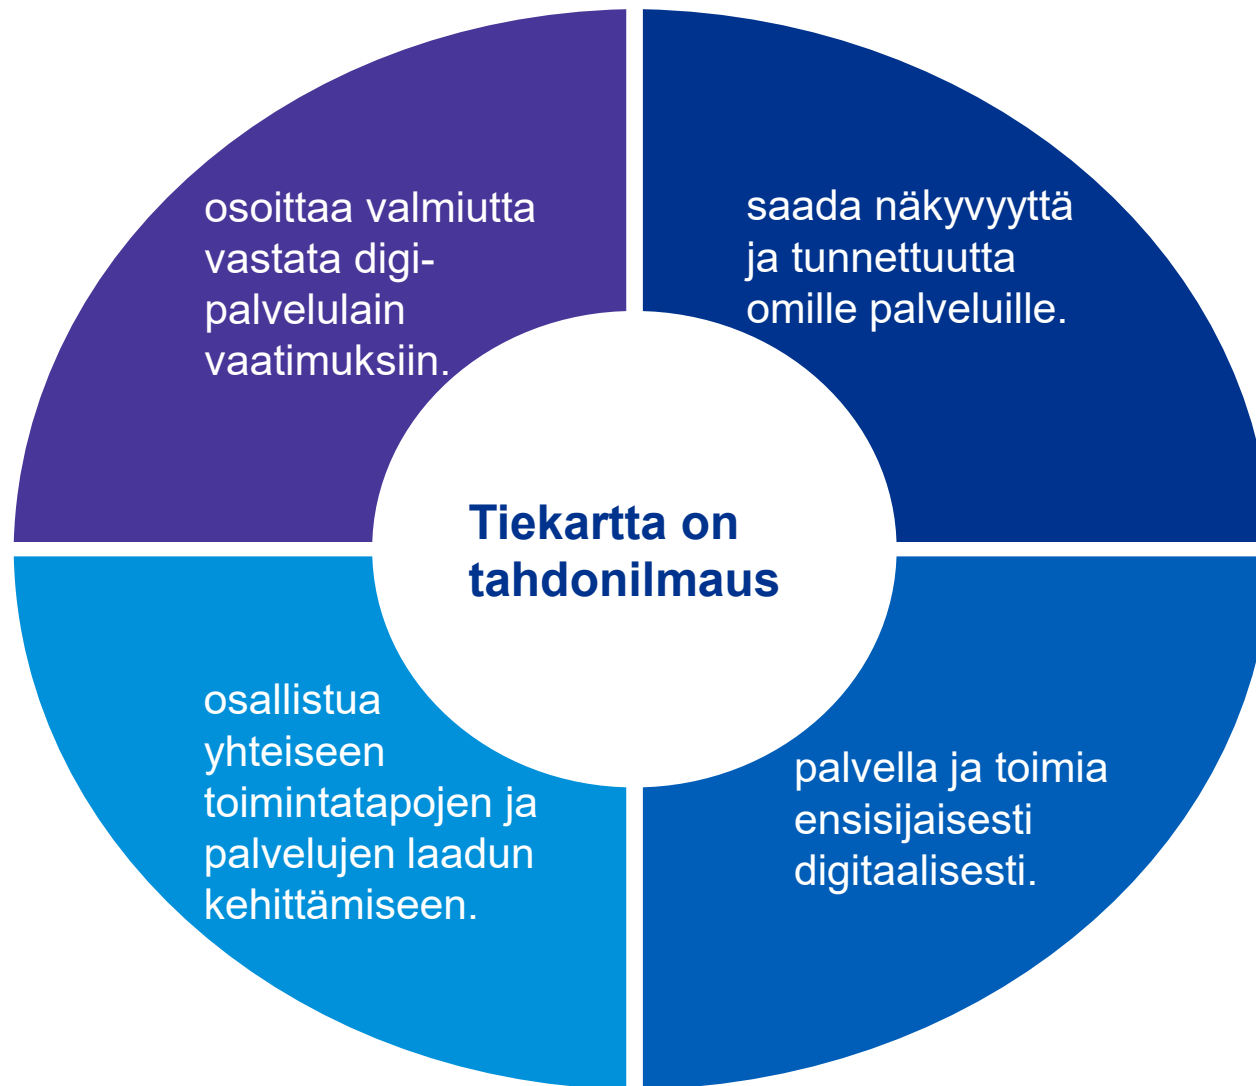 osoittaa valmiutta
vastata digi-
palvelulain
vaatimuksiin.
saada näkyvyyttä
ja tunnettuutta
omille palveluille.
Tiekartta on
tahdonilmaus
osallistua
yhteiseen
toimintatapojen ja
palvelujen laadun
kehittämiseen.
palvella ja toimia
ensisijaisesti
digitaalisesti.